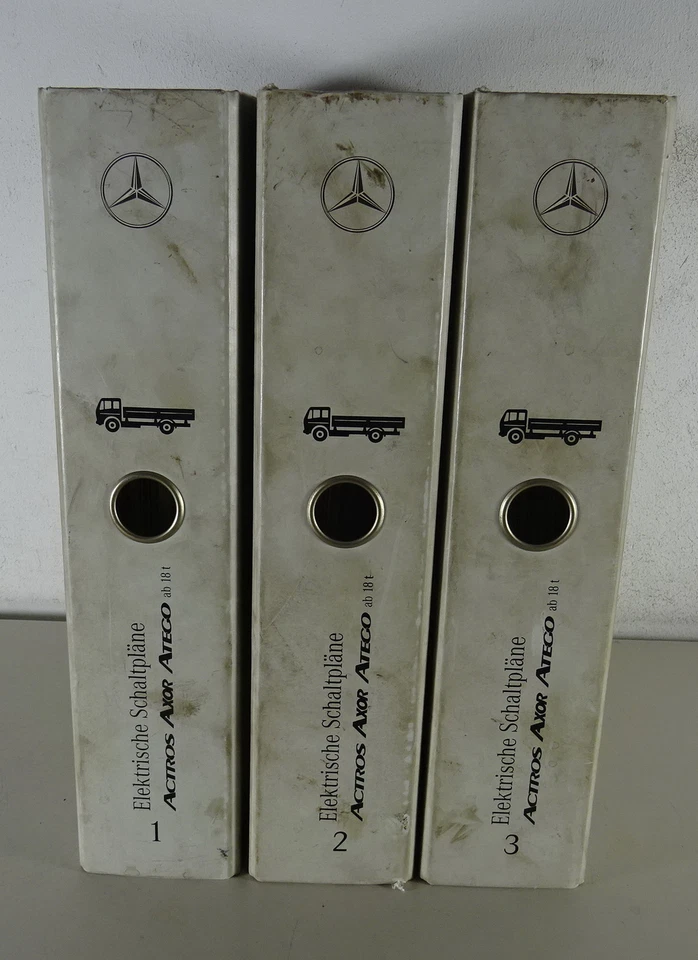 Elektrische Schaltpläne
ACTROS AXOR ATEGO ab 18 t
1
Elektrische Schaltpläne
ACTROS AXOR ATEGO ab 18 t
2
Elektrische Schaltpläne
ACTROS AXOR ATEGO ab 18 t
3